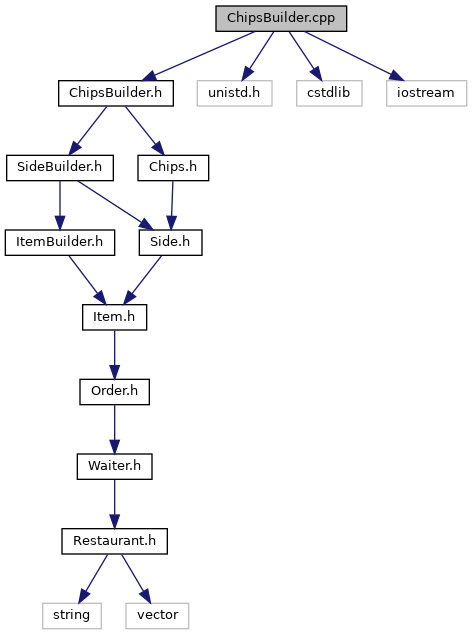 ChipsBuilder.cpp
ChipsBuilder.h
unistd.h
cstdlib
iostream
SideBuilder.h
Chips.h
ItemBuilder.h
Side.h
Item.h
Order.h
Waiter.h
Restaurant.h
string
vector